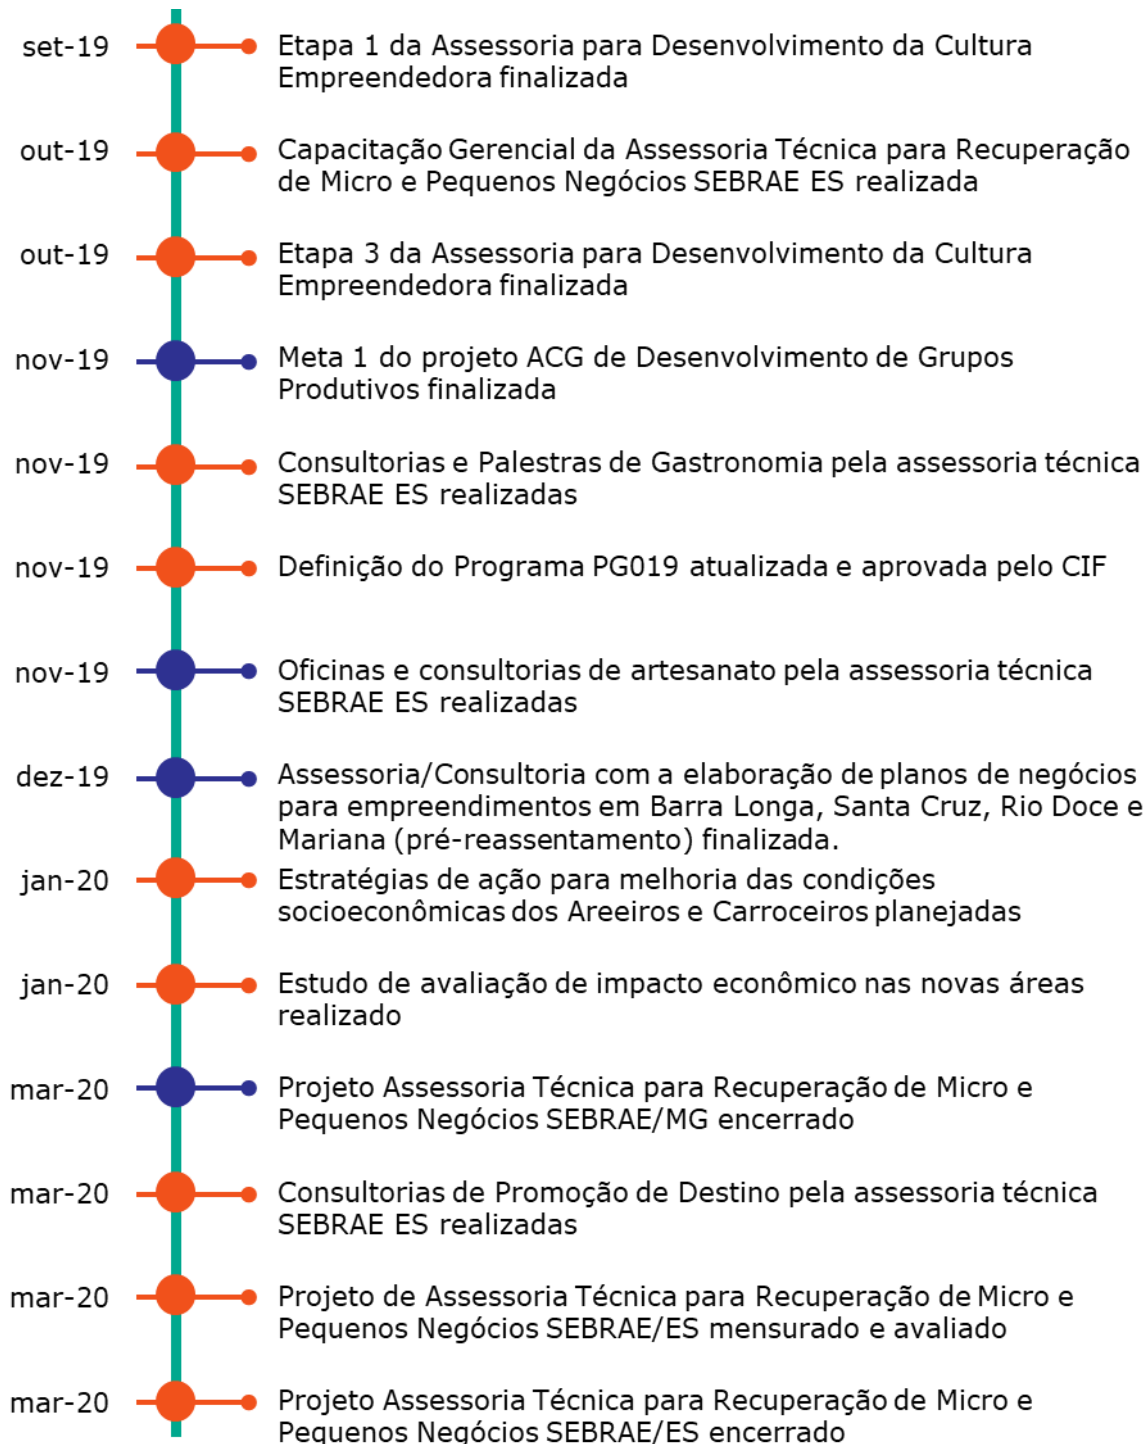 set-19
Etapa 1 da Assessoria para Desenvolvimento da Cultura
Empreendedora finalizada
out-19
Capacitação Gerencial da Assessoria Técnica para Recuperação
de Micro e Pequenos Negócios SEBRAE ES realizada
out-19
Etapa 3 da Assessoria para Desenvolvimento da Cultura
Empreendedora finalizada
nov-19
Meta 1 do projeto ACG de Desenvolvimento de Grupos
Produtivos finalizada
nov-19
Consultorias e Palestras de Gastronomia pela assessoria técnica
SEBRAE ES realizadas
nov-19
Definição do Programa PG019 atualizada e aprovada pelo CIF
nov-19
Oficinas e consultorias de artesanato pela assessoria técnica
SEBRAE ES realizadas
dez-19
Assessoria/Consultoria com a elaboração de planos de negócios
para empreendimentos em Barra Longa, Santa Cruz, Rio Doce e
Mariana (pré-reassentamento) finalizada.
jan-20
Estratégias de ação para melhoria das condições
socioeconômicas dos Areeiros e Carroceiros planejadas
jan-20
Estudo de avaliação de impacto econômico nas novas áreas
realizado
mar-20
Projeto Assessoria Técnica para Recuperação de Micro e
Pequenos Negócios SEBRAE/MG encerrado
mar-20
Consultorias de Promoção de Destino pela assessoria técnica
SEBRAE ES realizadas
mar-20
Projeto de Assessoria Técnica para Recuperação de Micro e
Pequenos Negócios SEBRAE/ES mensurado e avaliado
mar-20
Projeto Assessoria Técnica para Recuperação de Micro e
Pequenos Negócios SEBRAE/ES encerrado